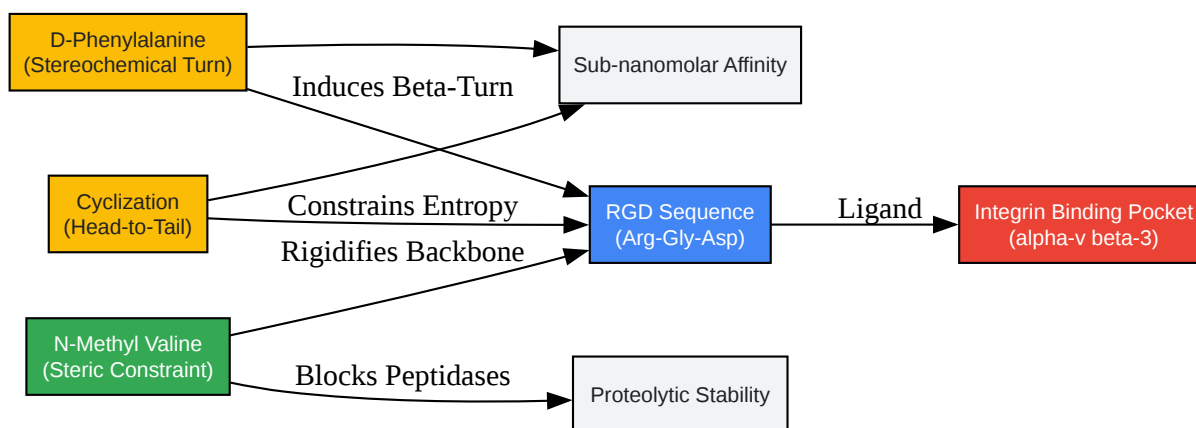 D-Phenylalanine
(Stereochemical Turn)
Sub-nanomolar Affinity
Induces Beta-Turn
Cyclization
(Head-to-Tail)
Constrains Entropy
RGD Sequence
(Arg-Gly-Asp)
Ligand
Integrin Binding Pocket
(alpha-v beta-3)
Rigidifies Backbone
N-Methyl Valine
(Steric Constraint)
Blocks Peptidases
Proteolytic Stability